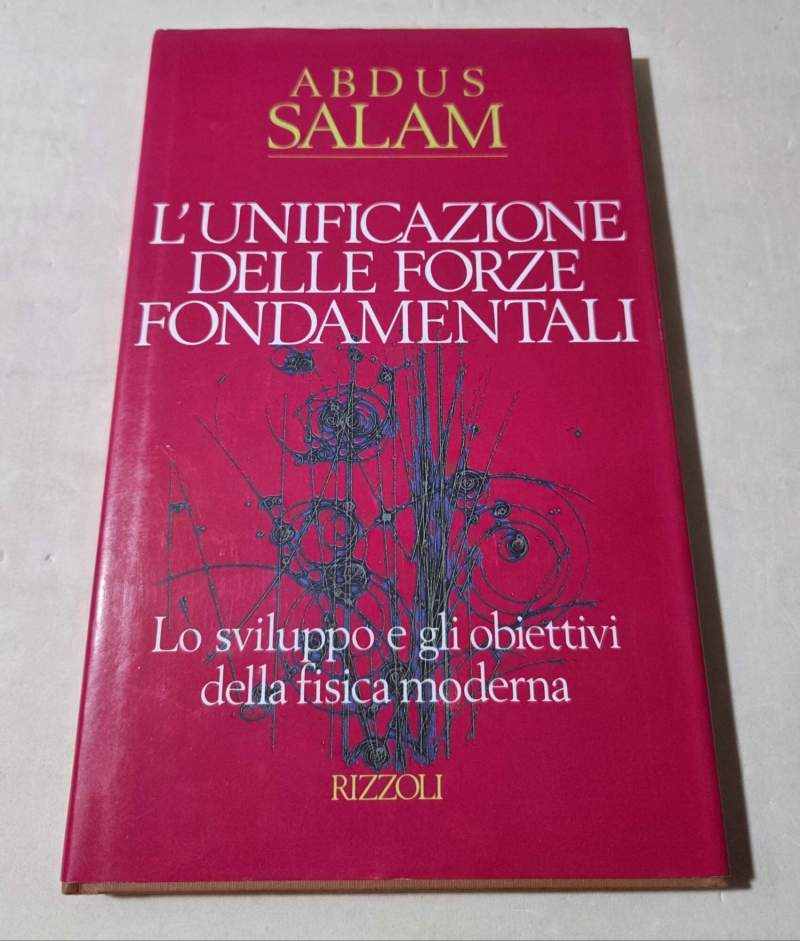 ABDUS
SALAM
L'UNIFICAZIONE
DELLE FORZE
FONDAMENTALI
Lo sviluppo e gli obiettivi
della fisica moderna
RIZZOLI